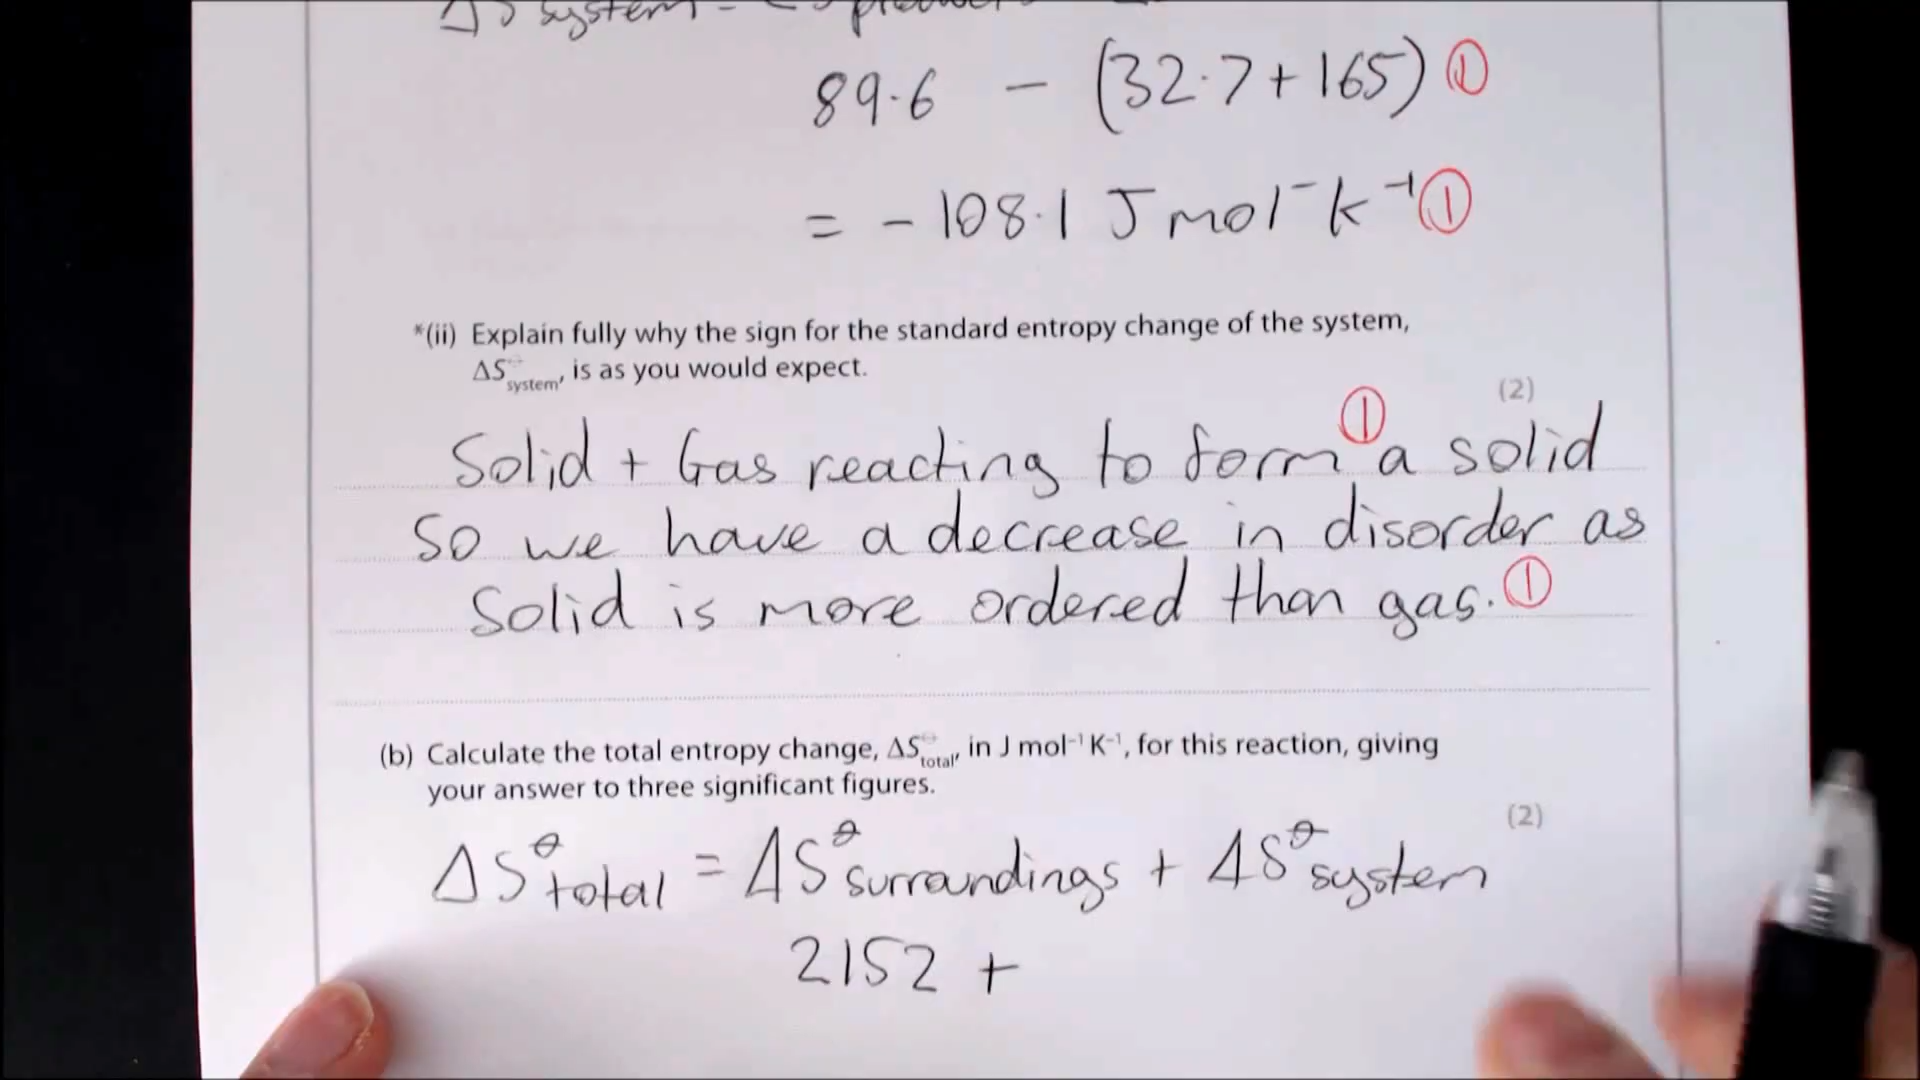 ΔS system =
89.6 - (32.7 + 165) ①
= - 108.1 J mol⁻ K⁻¹ ①
*(ii) Explain fully why the sign for the standard entropy change of the system,
ΔS⦵system, is as you would expect.
(2)
Solid + Gas reacting to form ① a solid
so we have a decrease in disorder as
Solid is more ordered than gas. ①
(b) Calculate the total entropy change, ΔS⦵total, in J mol⁻¹ K⁻¹, for this reaction, giving
your answer to three significant figures.
(2)
ΔS⦵total = ΔS⦵surroundings + ΔS⦵system
2152 +